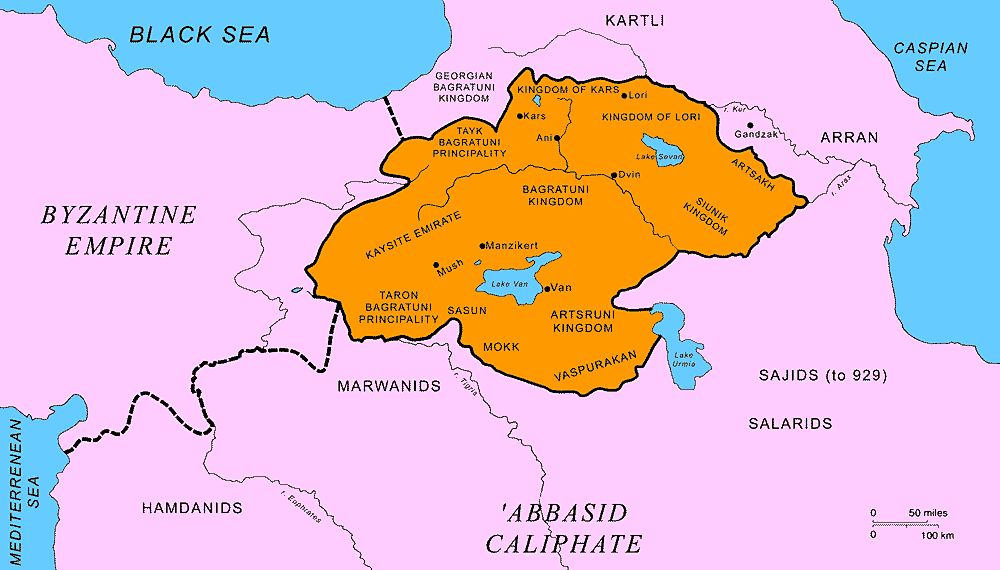 BLACK SEA
KARTLI
CASPIAN
SEA
GEORGIAN
BAGRATUNI
KINGDOM
KINGDOM OF KARS
Lori
r. Kur
Kars
KINGDOM OF LORI
TAYK
BAGRATUNI
PRINCIPALITY
Ani
Gandzak
ARRAN
Lake Sevan
ARTSAKH
Dvin
r. Arax
BAGRATUNI
KINGDOM
SIUNIK
KINGDOM
BYZANTINE
EMPIRE
KAYSITE EMIRATE
Manzikert
Mush
Lake Van
Van
TARON
BAGRATUNI
PRINCIPALITY
SASUN
ARTSRUNI
KINGDOM
MOKK
VASPURAKAN
Lake
Urmia
MARWANIDS
r. Tigris
SAJIDS (to 929)
SALARIDS
MEDITERRENEAN
SEA
HAMDANIDS
r. Euphrates
'ABBASID
CALIPHATE
0 50 miles
0 100 km